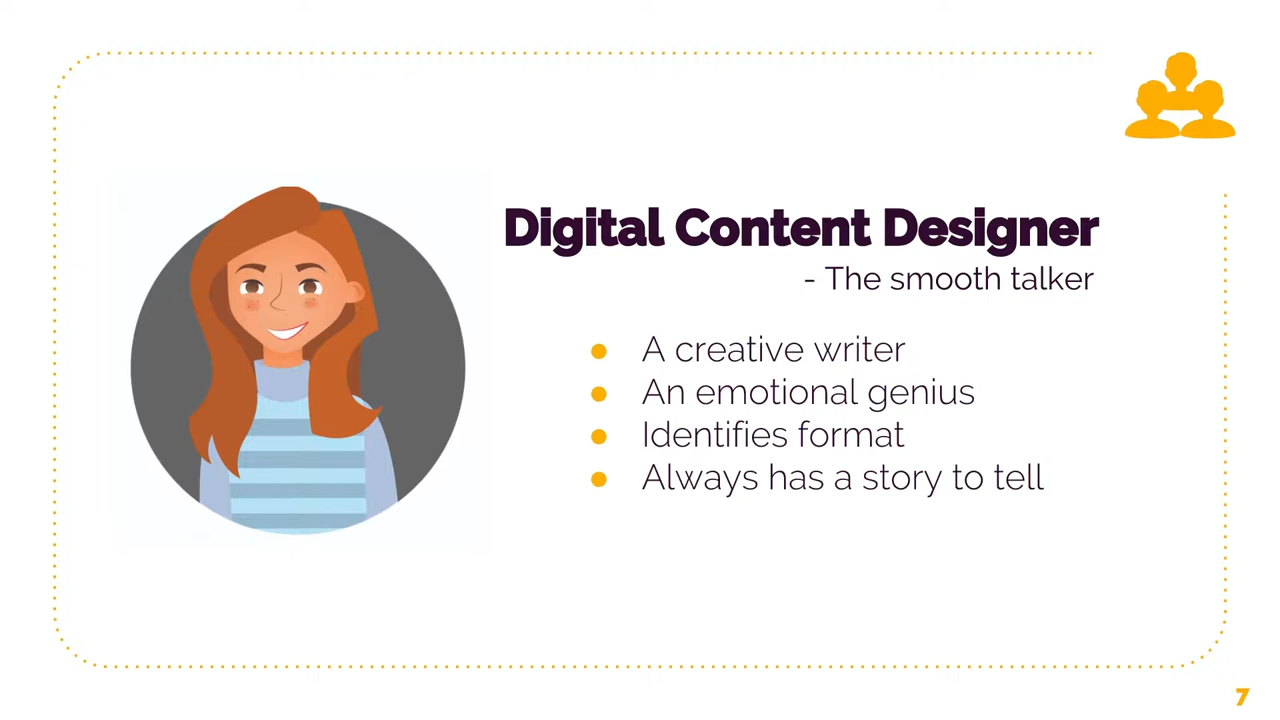 Digital Content Designer
- The smooth talker
● A creative writer
● An emotional genius
● Identifies format
● Always has a story to tell
7